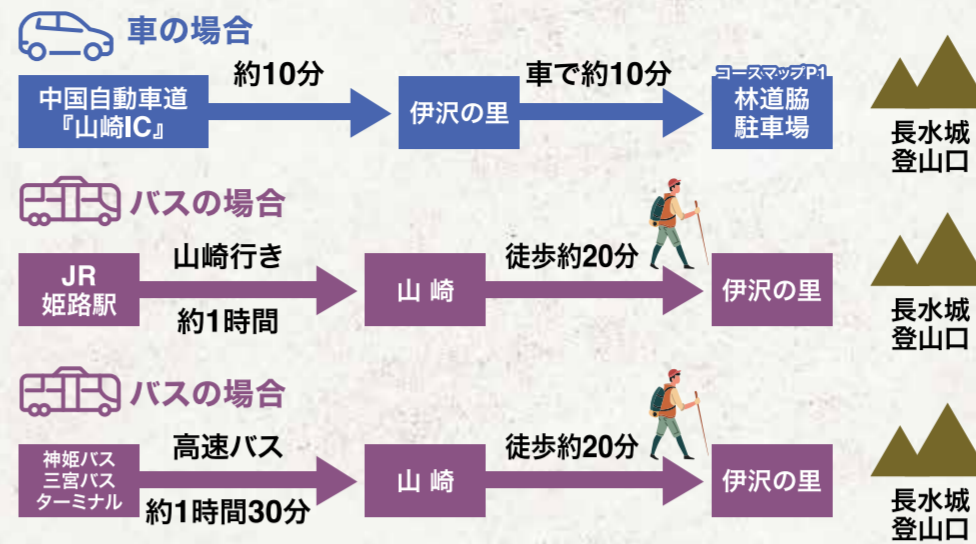 車の場合
中国自動車道
『山崎IC』
約10分
伊沢の里
車で約10分
コースマップP1
林道脇
駐車場
長水城
登山口
バスの場合
JR
姫路駅
山崎行き
約1時間
山崎
徒歩約20分
伊沢の里
長水城
登山口
バスの場合
神姫バス
三宮バス
ターミナル
高速バス
約1時間30分
山崎
徒歩約20分
伊沢の里
長水城
登山口